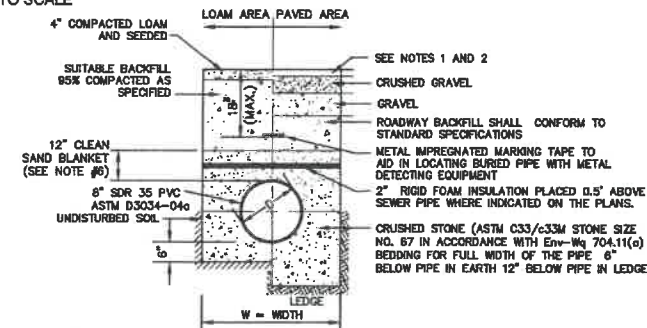 TO SCALE
LOAM AREA PAVED AREA
4" COMPACTED LOAM
AND SEEDED
SUITABLE BACKFILL
95% COMPACTED AS
SPECIFIED
18"
(MAX.)
12" CLEAN
SAND BLANKET
(SEE NOTE #6)
8" SDR 35 PVC
ASTM D3034-04a
UNDISTURBED SOIL
6"
D
SEE NOTES 1 AND 2
CRUSHED GRAVEL
GRAVEL
ROADWAY BACKFILL SHALL CONFORM TO
STANDARD SPECIFICATIONS
METAL IMPREGNATED MARKING TAPE TO
AID IN LOCATING BURIED PIPE WITH METAL
DETECTING EQUIPMENT
2" RIGID FOAM INSULATION PLACED 0.5' ABOVE
SEWER PIPE WHERE INDICATED ON THE PLANS.
CRUSHED STONE (ASTM C33/c33M STONE SIZE
NO. 67 IN ACCORDANCE WITH Env-Wq 704.11(a)
BEDDING FOR FULL WIDTH OF THE PIPE 6"
BELOW PIPE IN EARTH 12" BELOW PIPE IN LEDGE
LEDGE
W = WIDTH